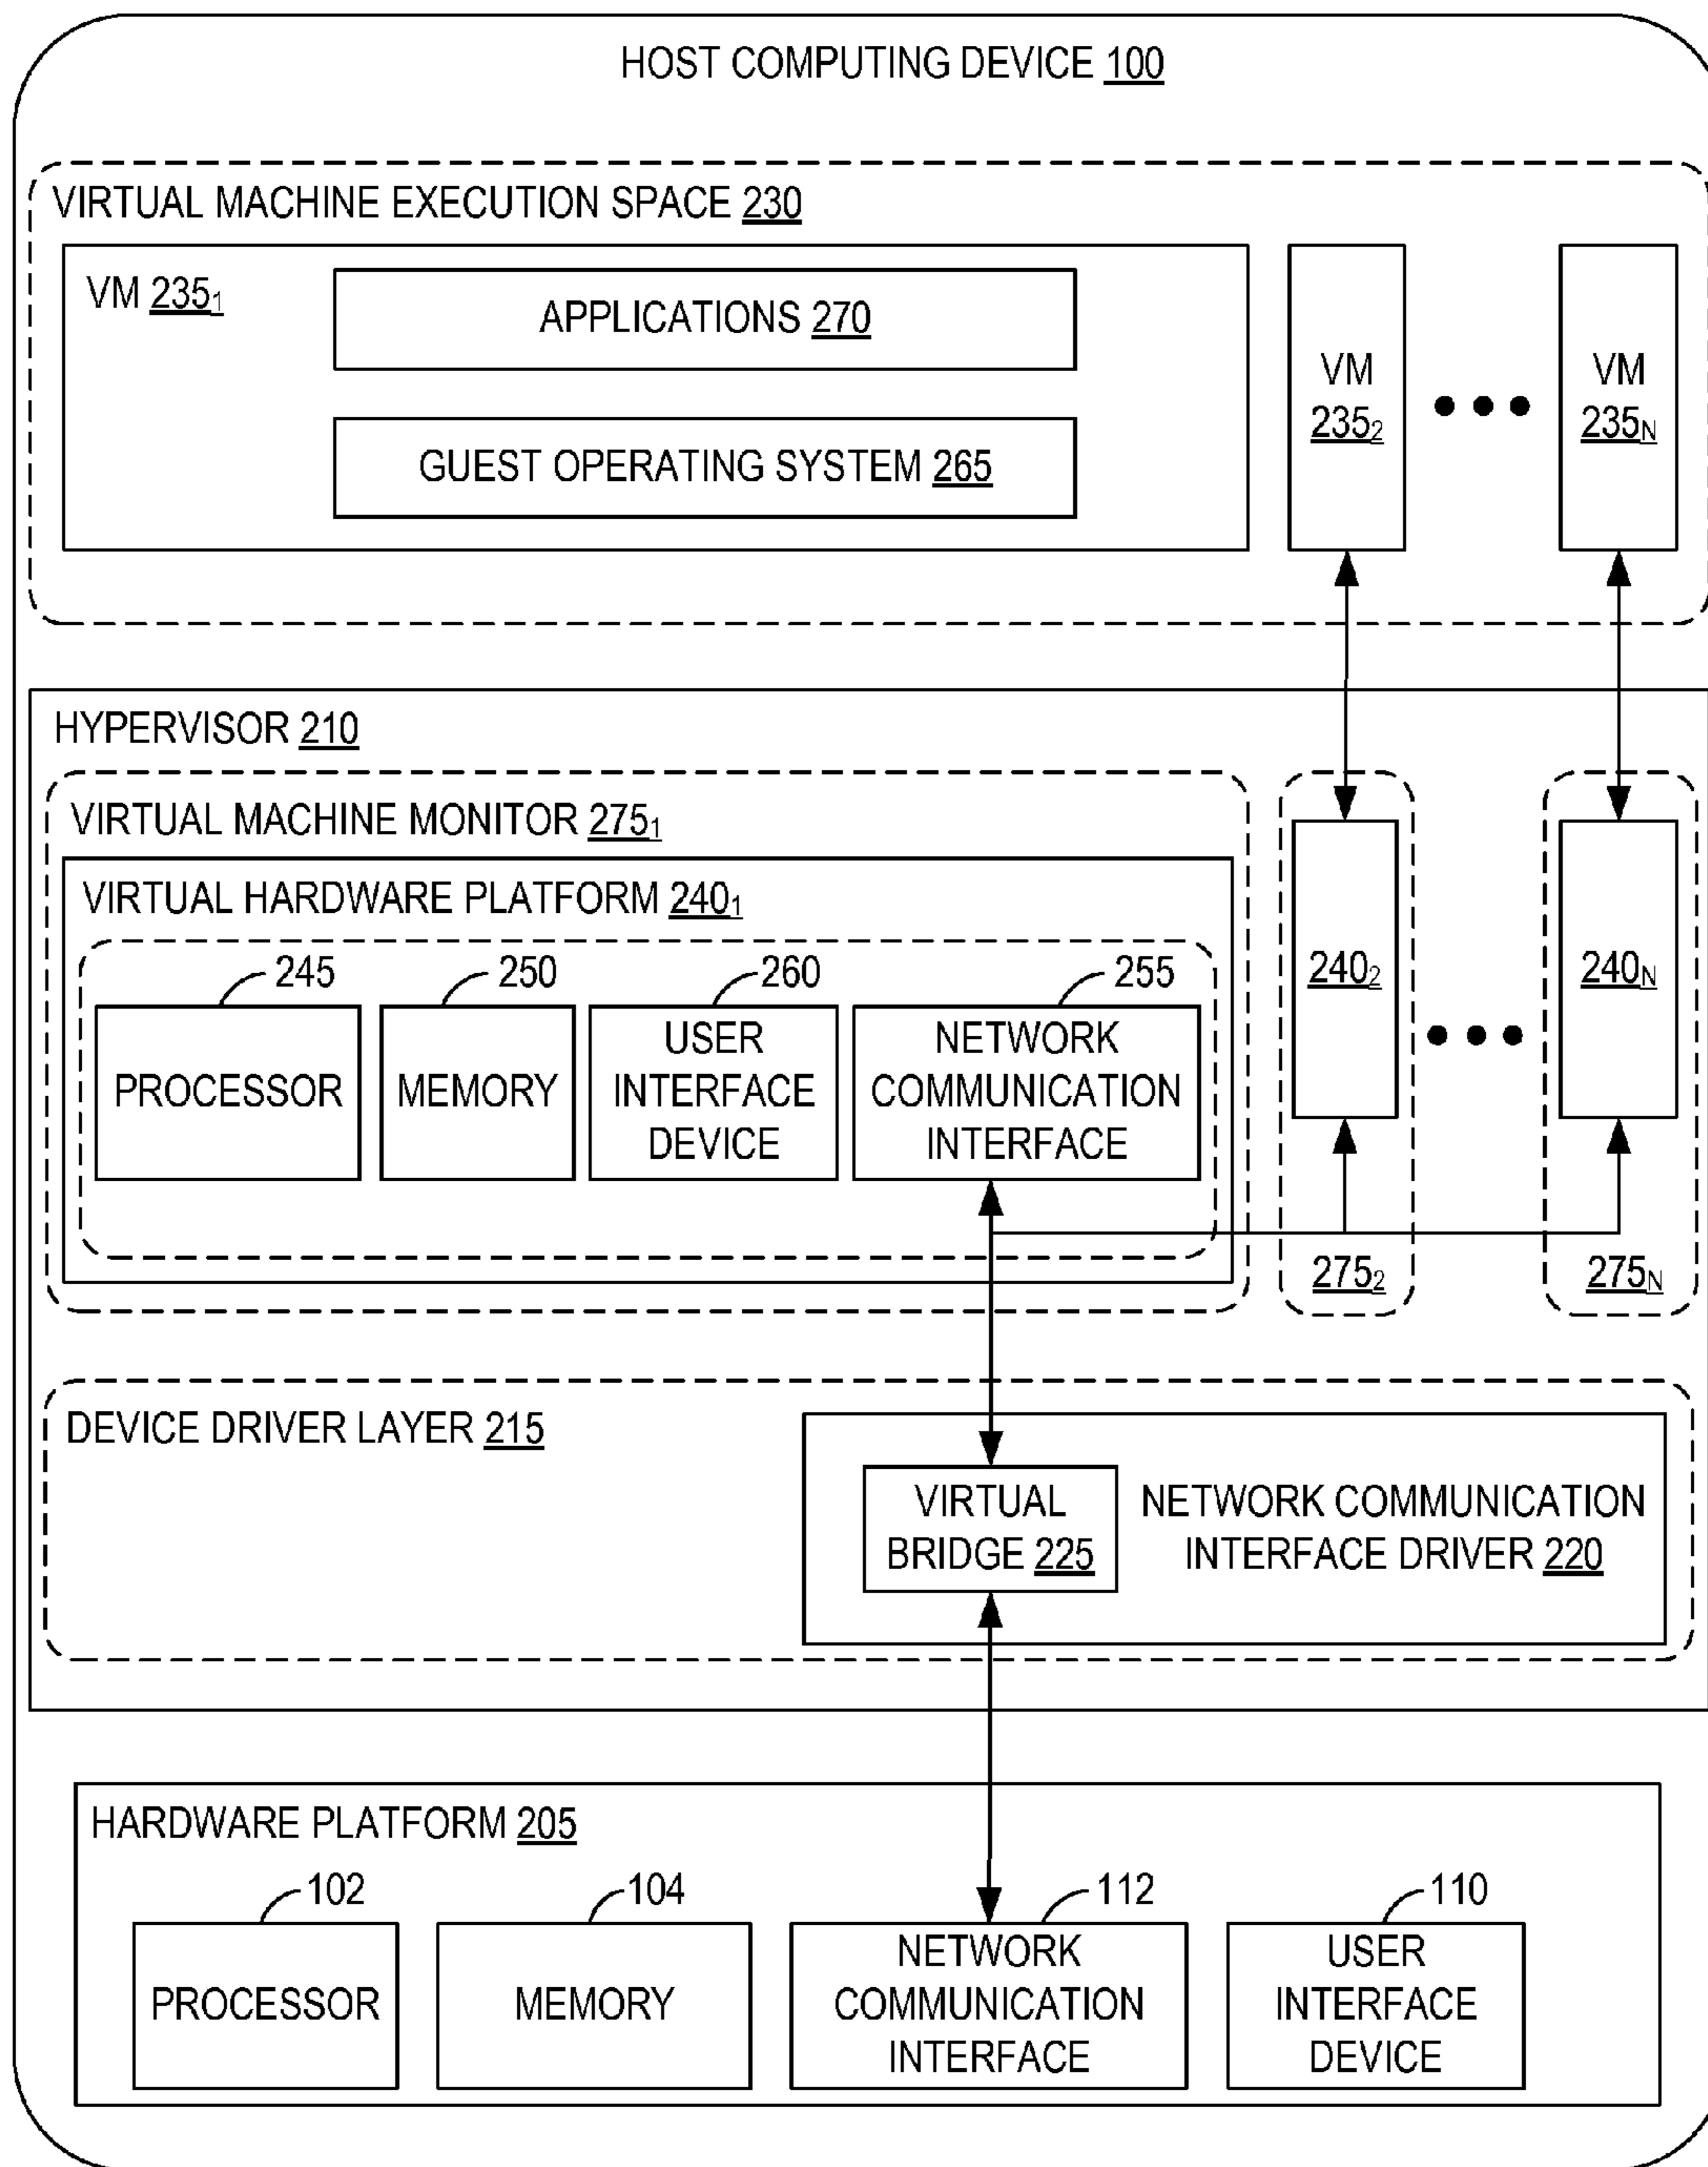 HOST COMPUTING DEVICE 100
VIRTUAL MACHINE EXECUTION SPACE 230
VM 235₁
APPLICATIONS 270
GUEST OPERATING SYSTEM 265
VM
235₂
VM
235N
HYPERVISOR 210
VIRTUAL MACHINE MONITOR 275₁
VIRTUAL HARDWARE PLATFORM 240₁
245
250
260
255
PROCESSOR
MEMORY
USER
INTERFACE
DEVICE
NETWORK
COMMUNICATION
INTERFACE
240₂
240N
275₂
275N
DEVICE DRIVER LAYER 215
VIRTUAL
BRIDGE 225
NETWORK COMMUNICATION
INTERFACE DRIVER 220
HARDWARE PLATFORM 205
102
104
112
110
PROCESSOR
MEMORY
NETWORK
COMMUNICATION
INTERFACE
USER
INTERFACE
DEVICE